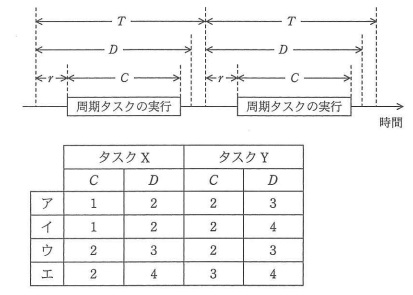 T T
D D
r C r C
周期タスクの実行 周期タスクの実行
時間
タスク X タスク Y
C D C D
ア 1 2 2 3
イ 1 2 2 4
ウ 2 3 2 3
エ 2 4 3 4